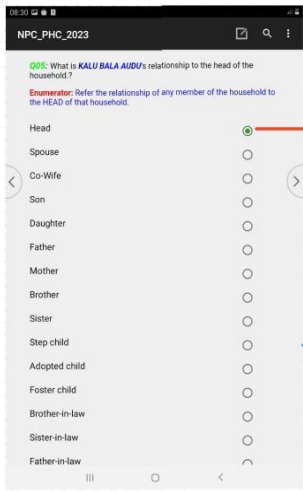 08:30
NPC_PHC_2023
Q05: What is KALU BALA AUDU's relationship to the head of the
household.?
Enumerator: Refer the relationship of any member of the household to
the HEAD of that household.
Head
Spouse
Co-Wife
Son
Daughter
Father
Mother
Brother
Sister
Step child
Adopted child
Foster child
Brother-in-law
Sister-in-law
Father-in-law